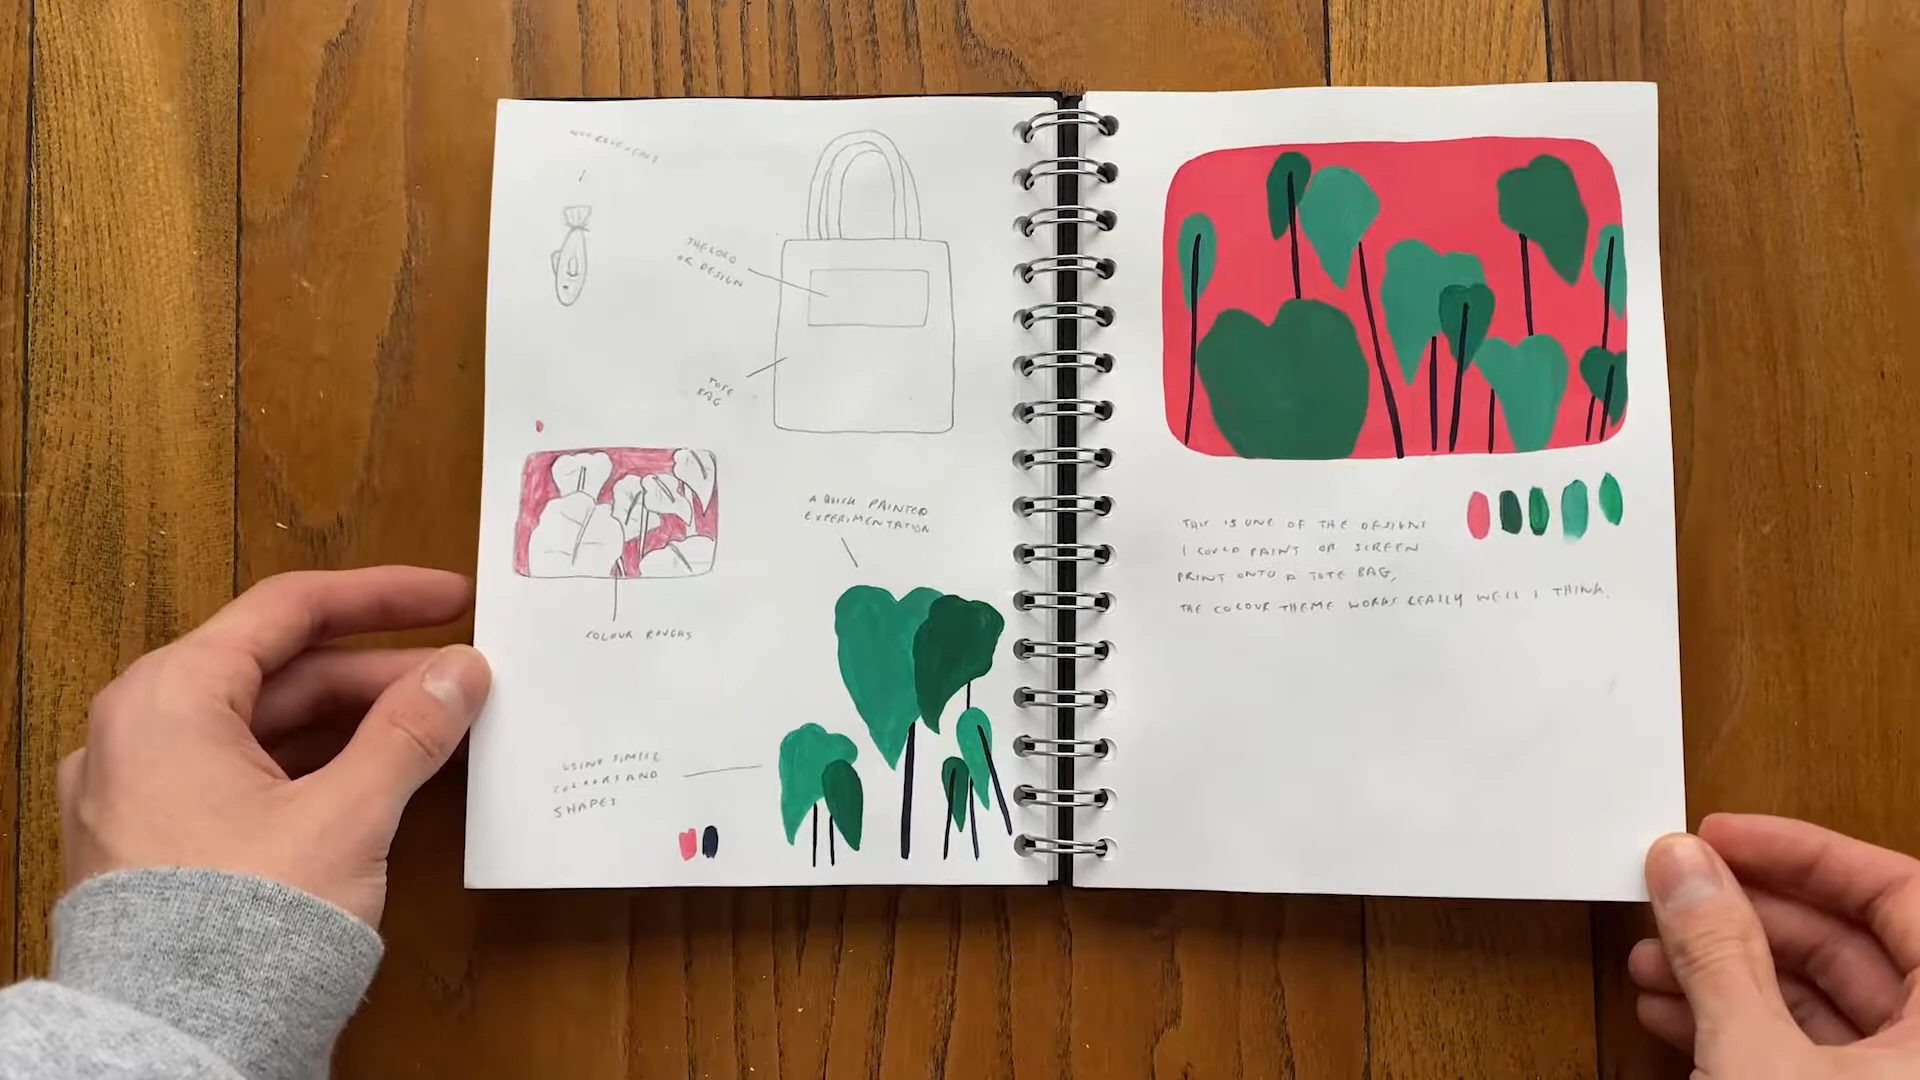 THE LOGO
OR DESIGN
TOTE
BAG
A QUICK PAINTED
EXPERIMENTATION
COLOUR ROUGHS
USING SIMPLE
COLOURS AND
SHAPES
THIS IS ONE OF THE DESIGNS
I COULD PAINT OR SCREEN
PRINT ONTO A TOTE BAG,
THE COLOUR THEME WORKS REALLY WELL I THINK.